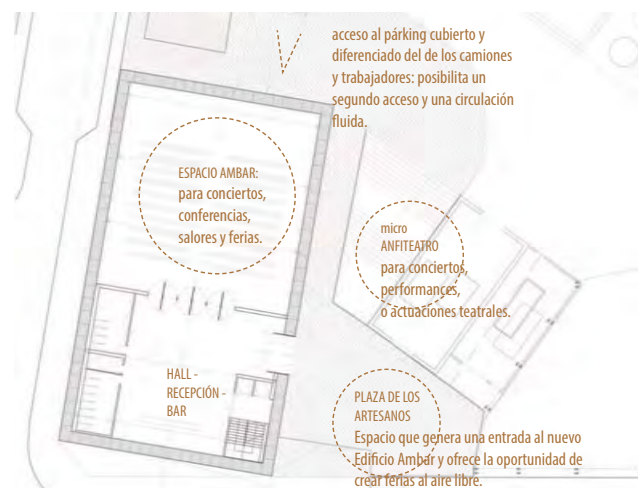 acceso al párking cubierto y
diferenciado del de los camiones
y trabajadores: posibilita un
segundo acceso y una circulación
fluida.
ESPACIO AMBAR:
para conciertos,
conferencias,
salores y ferias.
micro
ANFITEATRO
para conciertos,
performances,
o actuaciones teatrales.
HALL -
RECEPCIÓN -
BAR
PLAZA DE LOS
ARTESANOS
Espacio que genera una entrada al nuevo
Edificio Ambar y ofrece la oportunidad de
crear ferias al aire libre.